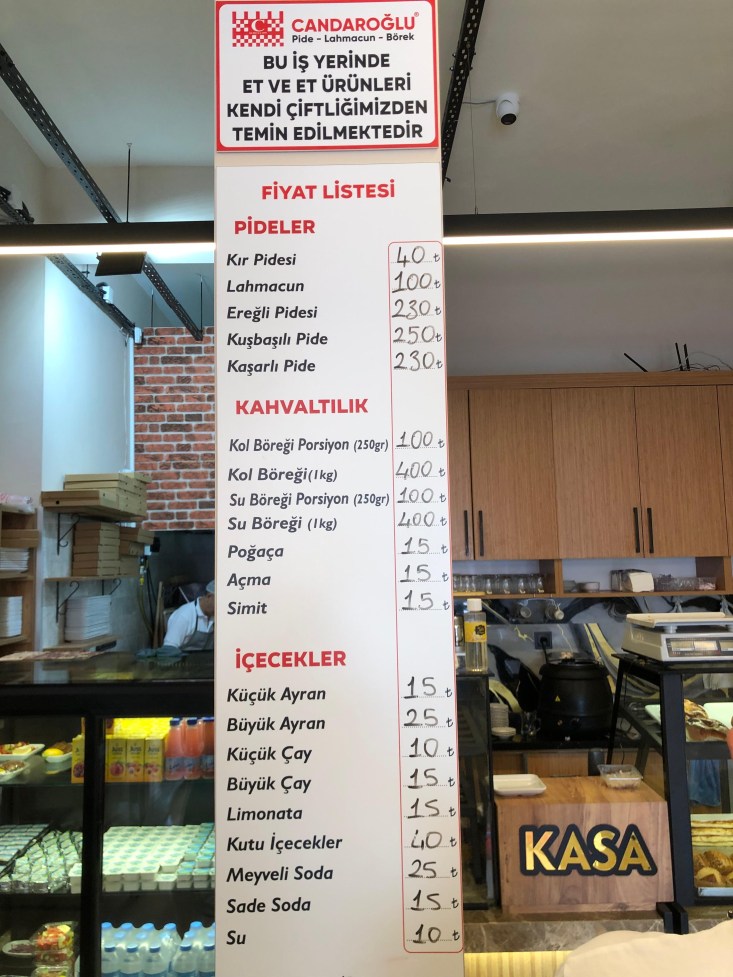 CANDAROĞLU®
Pide - Lahmacun - Börek
BU İŞ YERİNDE
ET VE ET ÜRÜNLERİ
KENDİ ÇİFTLİĞİMİZDEN
TEMİN EDİLMEKTEDİR
FİYAT LİSTESİ
PİDELER
Kır Pidesi 40 ₺
Lahmacun 100 ₺
Ereğli Pidesi 230 ₺
Kuşbaşılı Pide 250 ₺
Kaşarlı Pide 230 ₺
KAHVALTILIK
Kol Böreği Porsiyon (250gr) 100 ₺
Kol Böreği (1kg) 400 ₺
Su Böreği Porsiyon (250gr) 100 ₺
Su Böreği (1kg) 400 ₺
Poğaça 15 ₺
Açma 15 ₺
Simit 15 ₺
İÇECEKLER
Küçük Ayran 15 ₺
Büyük Ayran 25 ₺
Küçük Çay 10 ₺
Büyük Çay 15 ₺
Limonata 15 ₺
Kutu İçecekler 40 ₺
Meyveli Soda 25 ₺
Sade Soda 15 ₺
Su 10 ₺
KASA